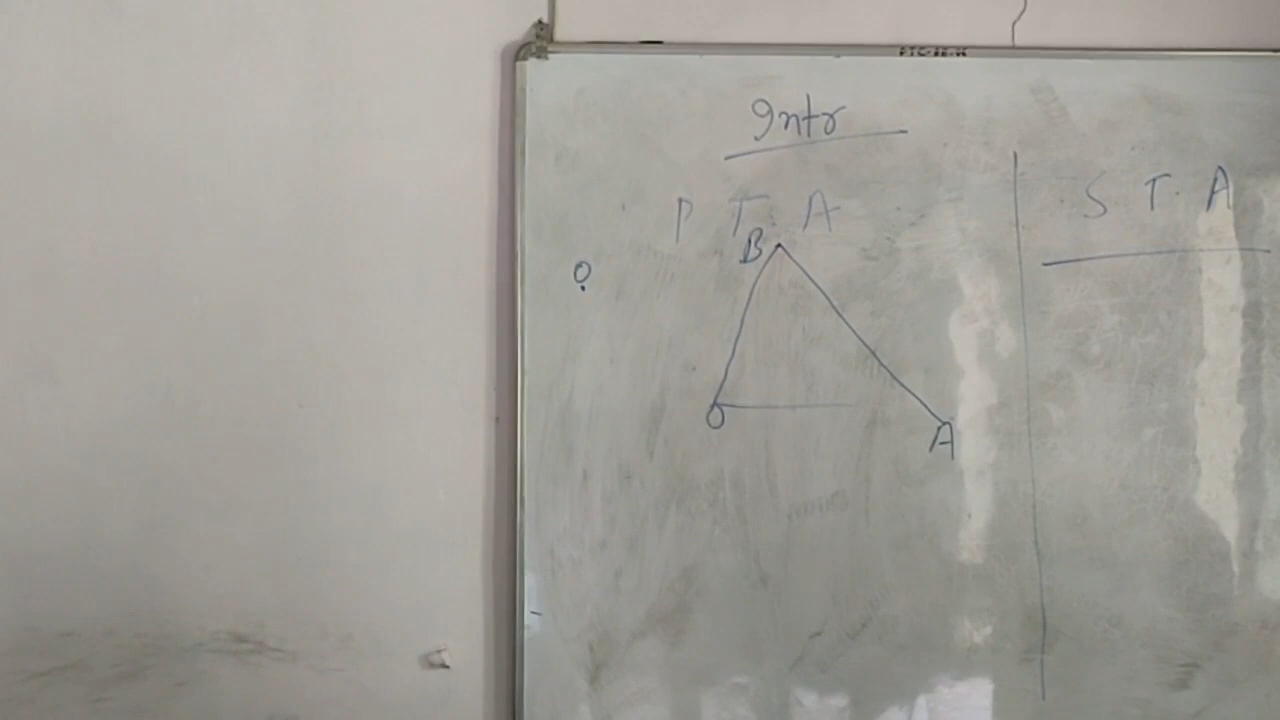 Intr
P T. A
S T. A
B
O
A